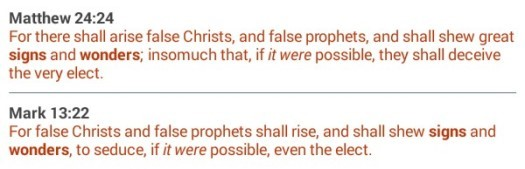 Matthew 24:24
For there shall arise false Christs, and false prophets, and shall shew great
signs and wonders; insomuch that, if it were possible, they shall deceive
the very elect.
Mark 13:22
For false Christs and false prophets shall rise, and shall shew signs and
wonders, to seduce, if it were possible, even the elect.